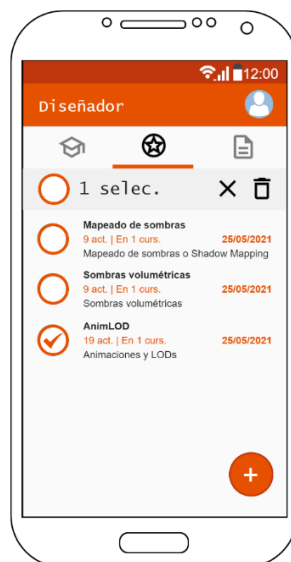 12:00
Diseñador
1 selec.
Mapeado de sombras
9 act. | En 1 curs. 25/05/2021
Mapeado de sombras o Shadow Mapping
Sombras volumétricas
9 act. | En 1 curs. 25/05/2021
Sombras volumétricas
AnimLOD
19 act. | En 1 curs. 25/05/2021
Animaciones y LODs